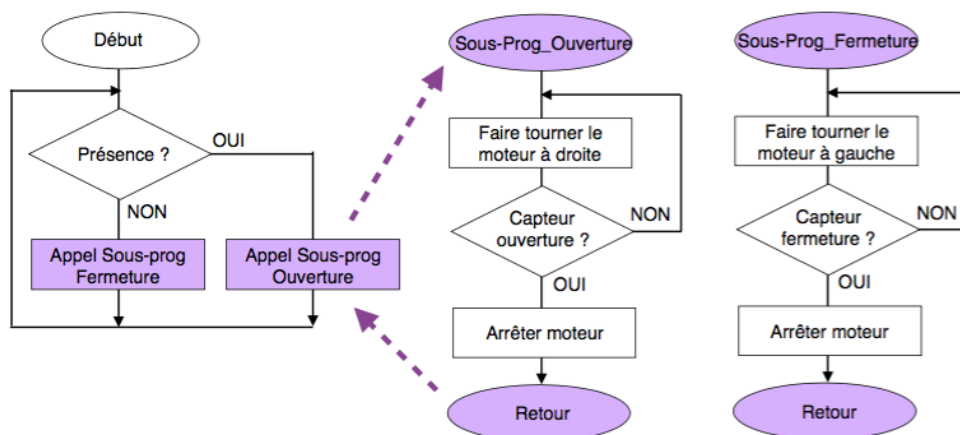 Début
Présence ?
OUI
NON
Appel Sous-prog
Fermeture
Appel Sous-prog
Ouverture
Sous-Prog_Ouverture
Faire tourner le
moteur à droite
Capteur
ouverture ?
NON
OUI
Arrêter moteur
Retour
Sous-Prog_Fermeture
Faire tourner le
moteur à gauche
Capteur
fermeture ?
NON
OUI
Arrêter moteur
Retour